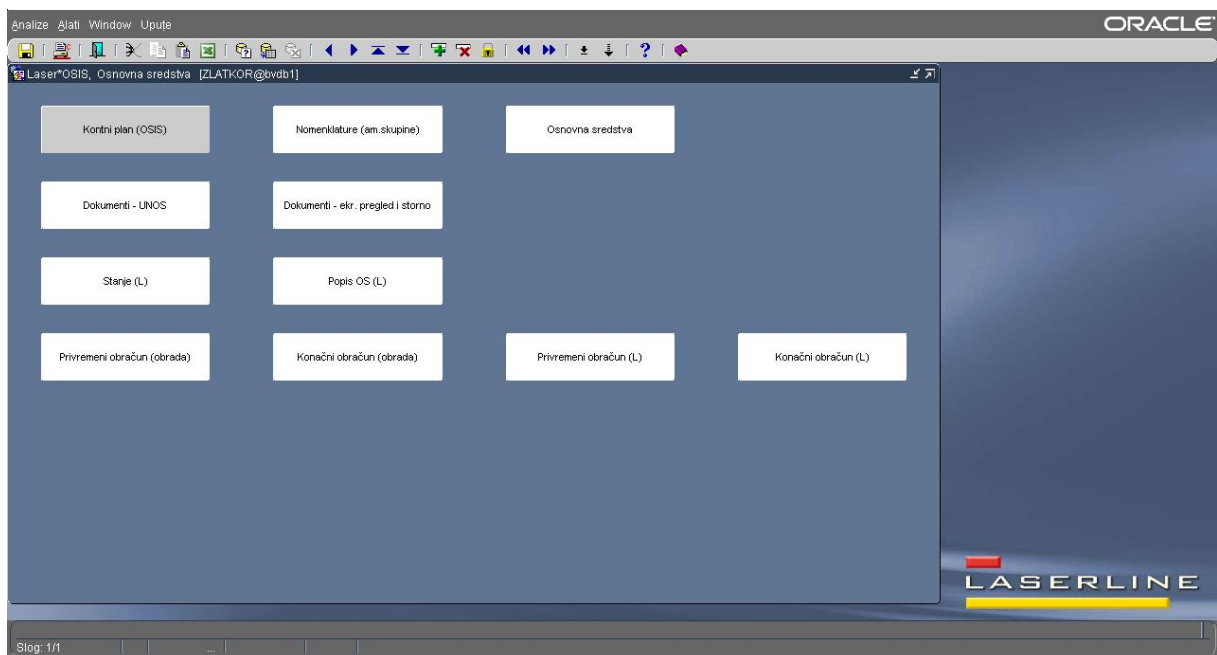 Analize Alati Window Upute
ORACLE
Laser*OSIS, Osnovna sredstva [ZLATKOR@bvdb1]
Kontni plan (OSIS) Nomenklature (am.skupine) Osnovna sredstva
Dokumenti - UNOS Dokumenti - ekr. pregled i storno
Stanje (L) Popis OS (L)
Privremeni obračun (obrada) Konačni obračun (obrada) Privremeni obračun (L) Konačni obračun (L)
LASERLINE
Slog: 1/1 ...